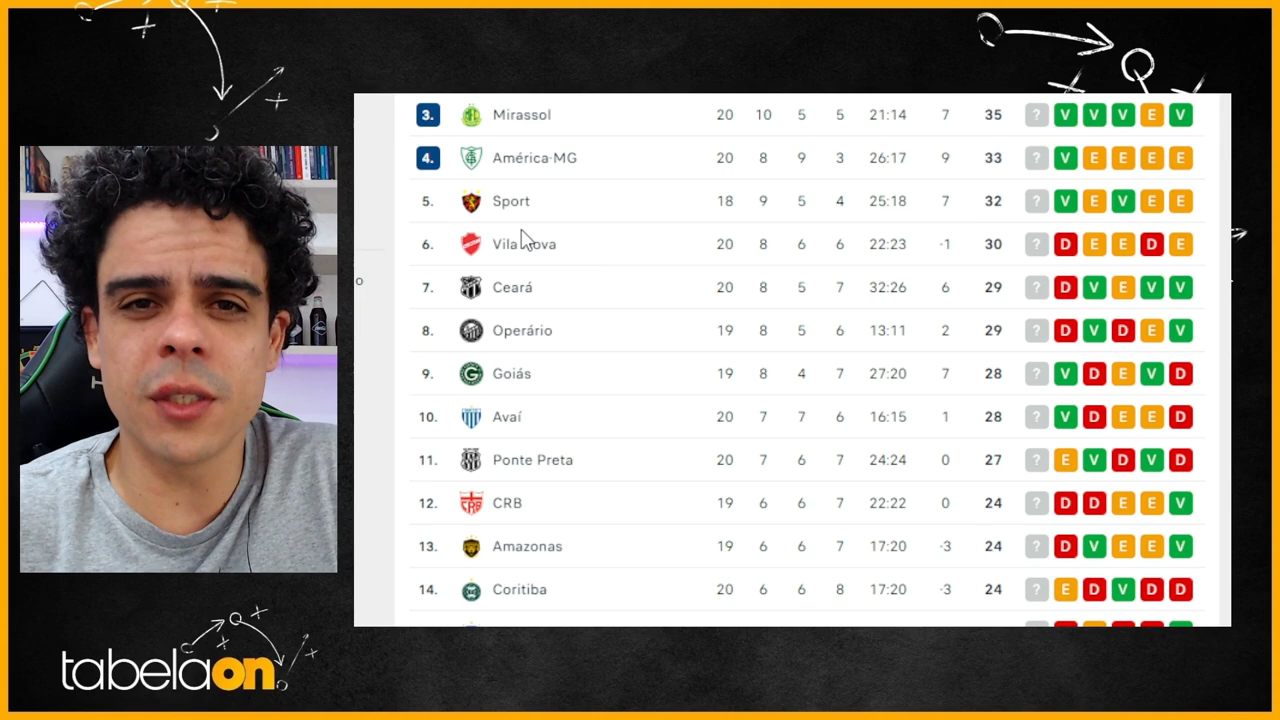 3. Mirassol 20 10 5 5 21:14 7 35 ? V V V E V
4. América-MG 20 8 9 3 26:17 9 33 ? V E E E E
5. Sport 18 9 5 4 25:18 7 32 ? V E V E E
6. Vila Nova 20 8 6 6 22:23 -1 30 ? D E E D E
7. Ceará 20 8 5 7 32:26 6 29 ? D V E V V
8. Operário 19 8 5 6 13:11 2 29 ? D V D E V
9. Goiás 19 8 4 7 27:20 7 28 ? V D E V D
10. Avaí 20 7 7 6 16:15 1 28 ? V D E E D
11. Ponte Preta 20 7 6 7 24:24 0 27 ? E V D V D
12. CRB 19 6 6 7 22:22 0 24 ? D D E E V
13. Amazonas 19 6 6 7 17:20 -3 24 ? D V E E V
14. Coritiba 20 6 6 8 17:20 -3 24 ? E D V D D
tabelaon